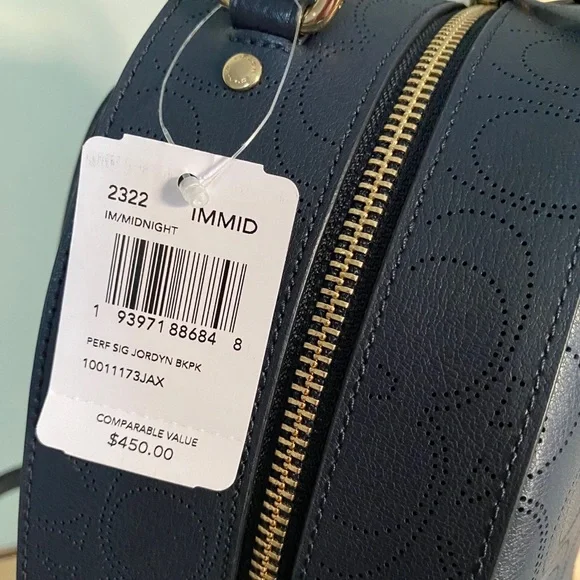 2322 IMMID
IM/MIDNIGHT
1 93971 88684 8
PERF SIG JORDYN BKPK
10011173JAX
COMPARABLE VALUE
$450.00